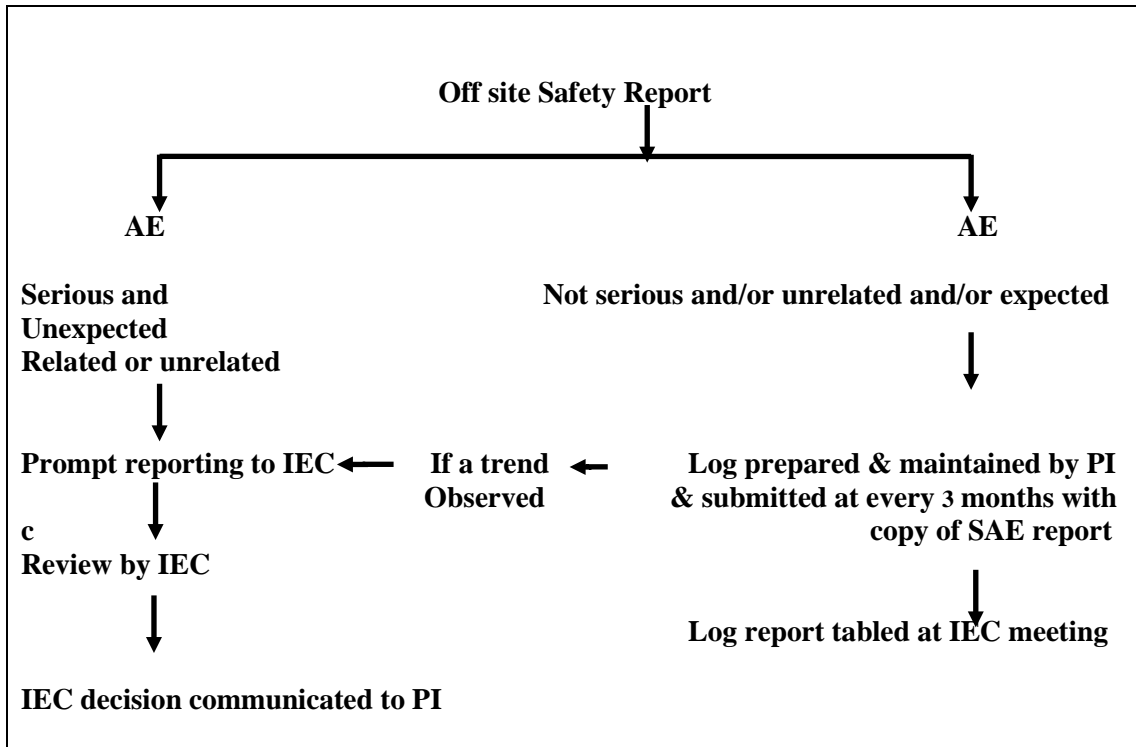 Off site Safety Report
AE
AE
Serious and
Unexpected
Related or unrelated
Not serious and/or unrelated and/or expected
Prompt reporting to IEC
If a trend
Observed
Log prepared & maintained by PI
& submitted at every 3 months with
copy of SAE report
c
Review by IEC
Log report tabled at IEC meeting
IEC decision communicated to PI